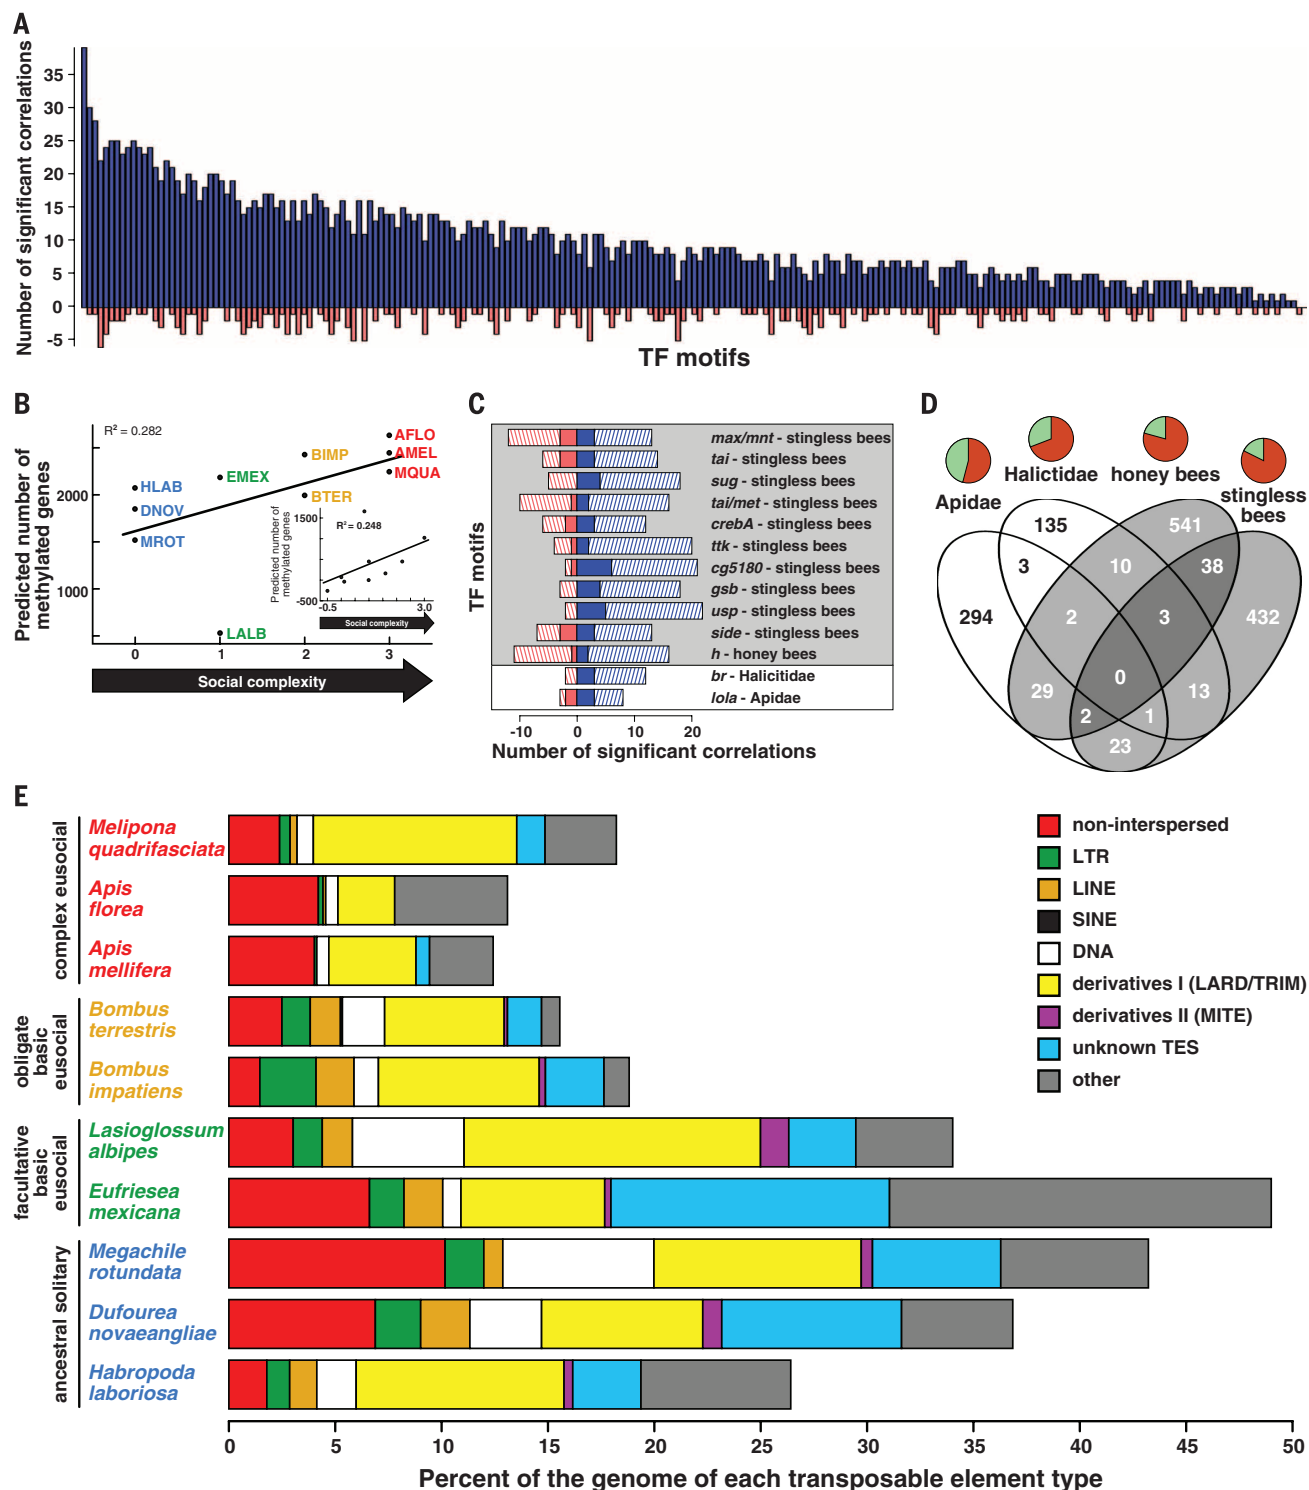 A
Number of significant correlations
35
30
25
20
15
10
5
0
-5
TF motifs
B
R² = 0.282
Predicted number of
methylated genes
2000
1000
HLAB
DNOV
MROT
EMEX
LALB
BIMP
BTER
AFLO
AMEL
MQUA
0
1
2
3
Social complexity
Predicted number of
methylated genes
1500
-500
R² = 0.248
-0.5
3.0
Social complexity
C
TF motifs
max/mnt - stingless bees
tai - stingless bees
sug - stingless bees
tai/met - stingless bees
crebA - stingless bees
ttk - stingless bees
cg5180 - stingless bees
gsb - stingless bees
usp - stingless bees
side - stingless bees
h - honey bees
br - Halicitidae
lola - Apidae
-10
0
10
20
Number of significant correlations
D
Apidae
Halictidae
honey bees
stingless
bees
135
541
3
10
38
294
2
3
432
0
29
13
2
1
23
E
complex eusocial
Melipona
quadrifasciata
Apis
florea
Apis
mellifera
obligate
basic
eusocial
Bombus
terrestris
Bombus
impatiens
facultative
basic
eusocial
Lasioglossum
albipes
Eufriesea
mexicana
ancestral solitary
Megachile
rotundata
Dufourea
novaeangliae
Habropoda
laboriosa
non-interspersed
LTR
LINE
SINE
DNA
derivatives I (LARD/TRIM)
derivatives II (MITE)
unknown TES
other
0
5
10
15
20
25
30
35
40
45
50
Percent of the genome of each transposable element type